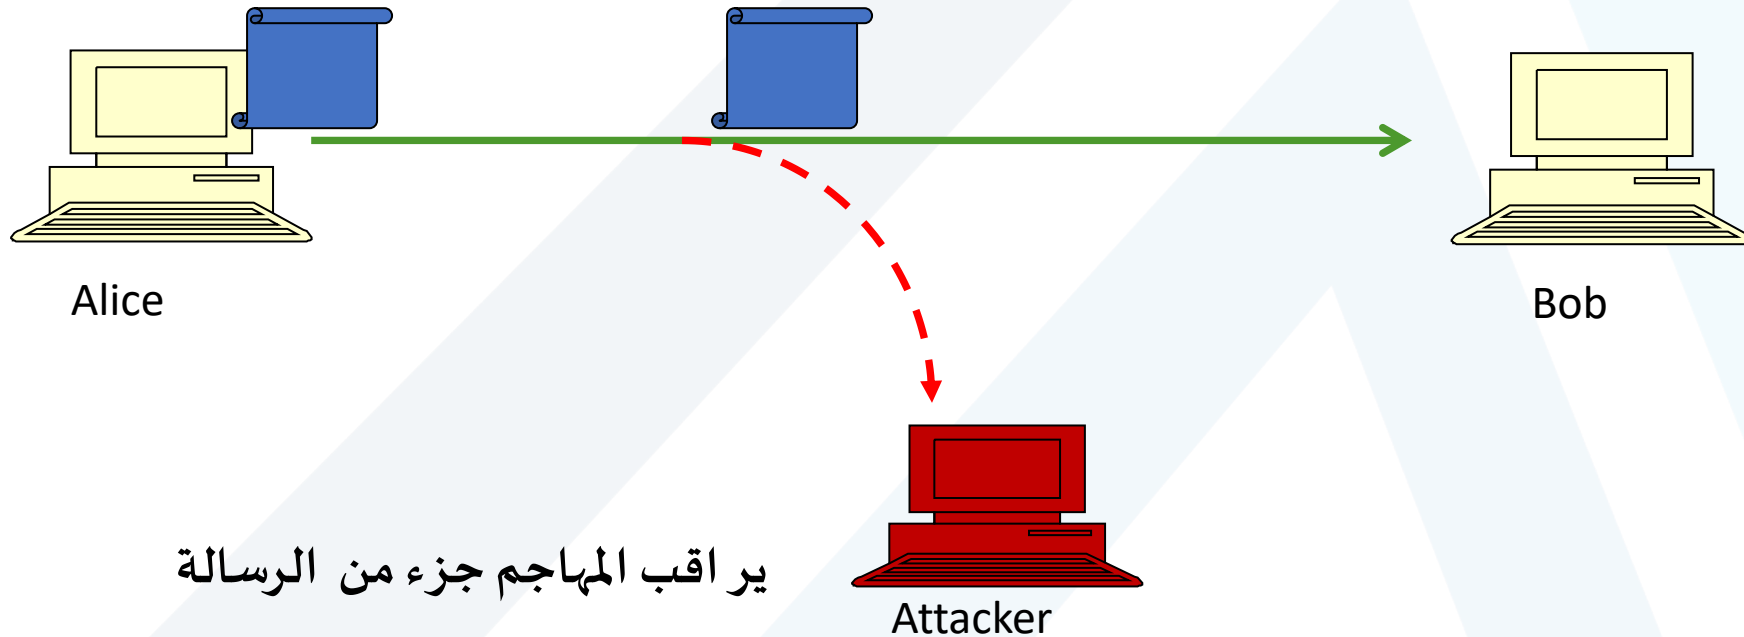 Alice
Bob
يراقب المهاجم جزء من الرسالة
Attacker